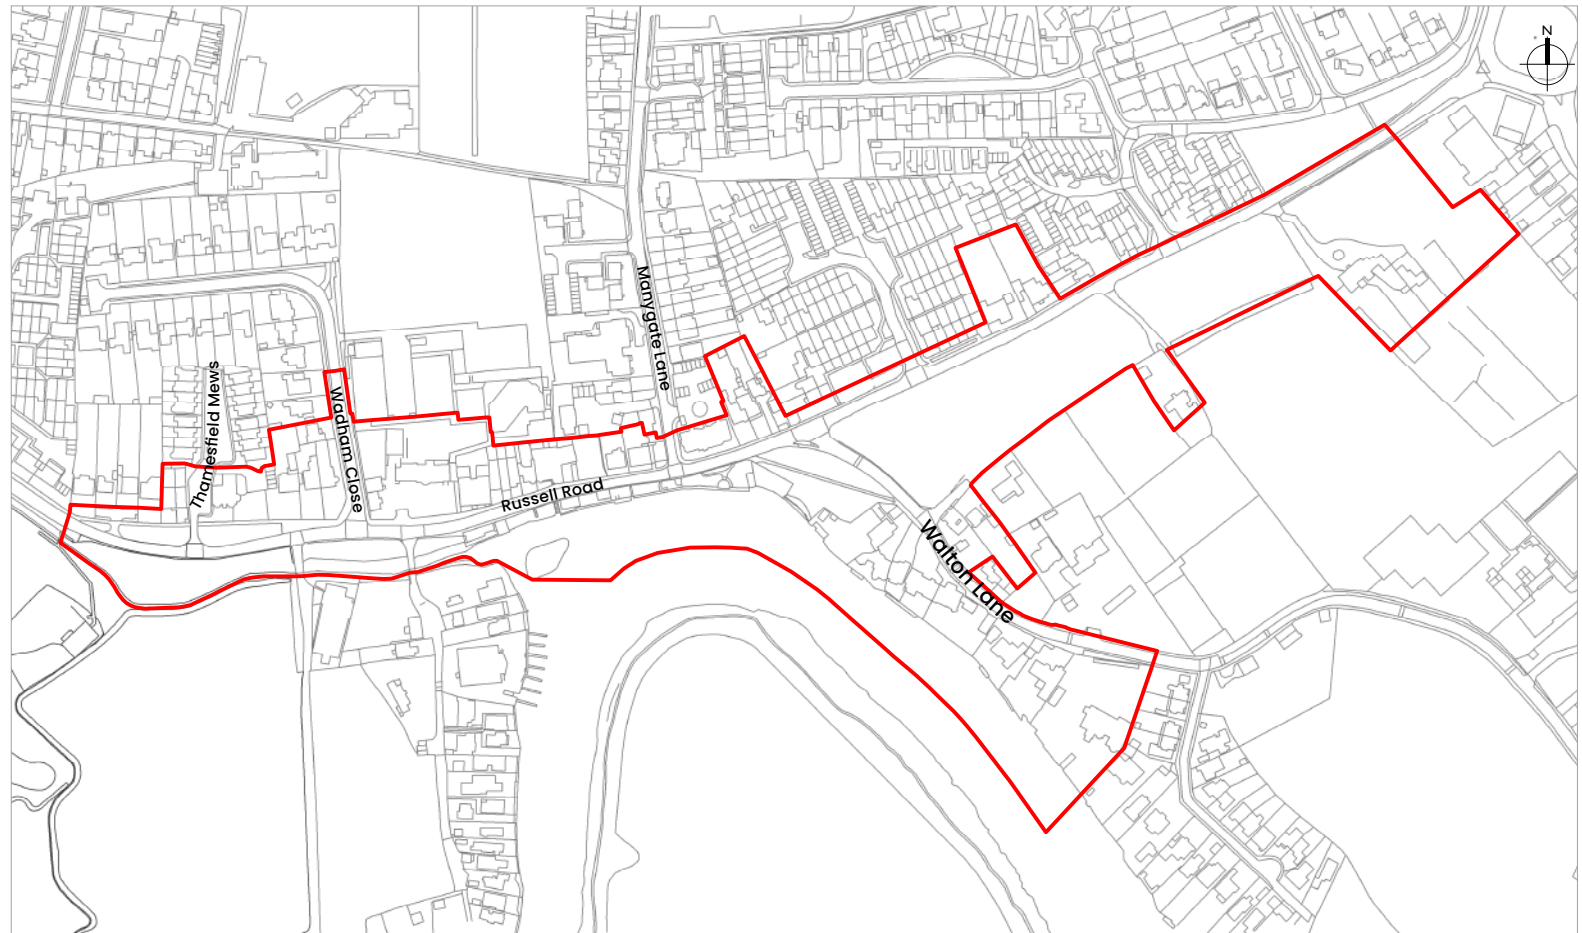 N
Manygate Lane
Thamesfield Mews
Wadham Close
Russell Road
Walton Lane